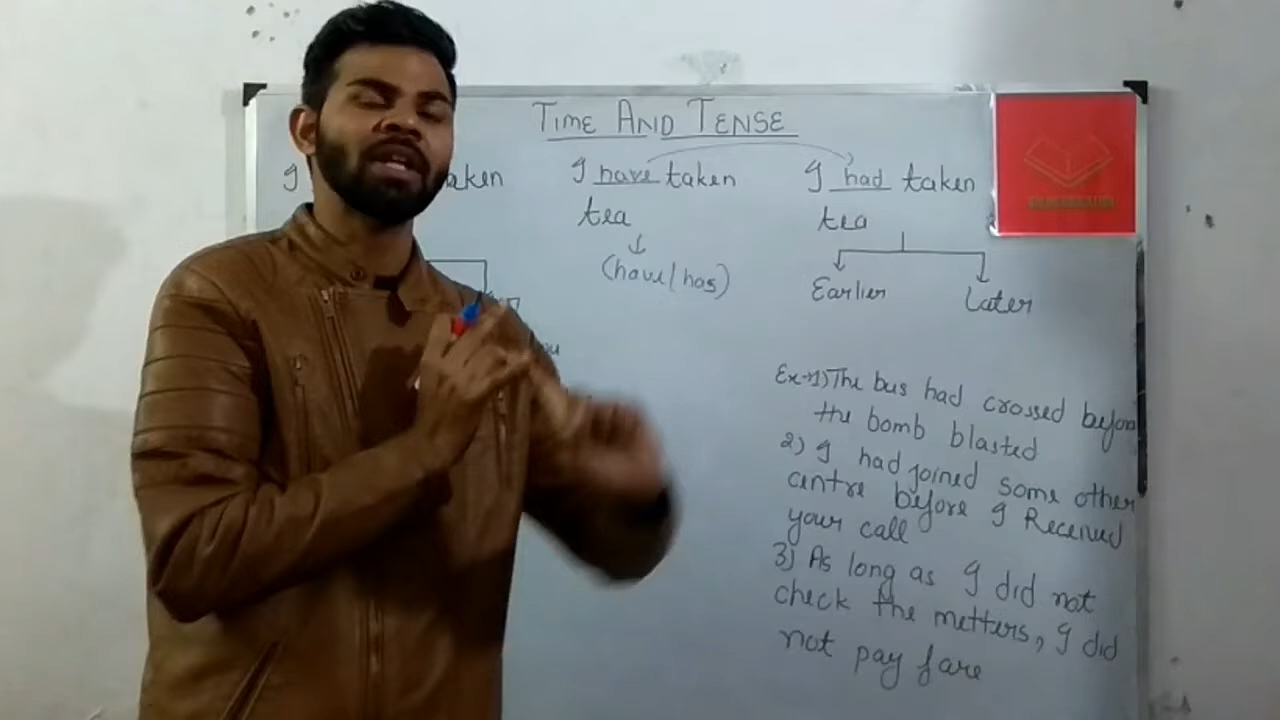 TIME AND TENSE
I have taken
tea
(have/has)
I had taken
tea
Earlier
Later
Ex→1) The bus had crossed before
the bomb blasted
2) I had joined some other
centre before I Received
your call
3) As long as I did not
check the metters, I did
not pay fare